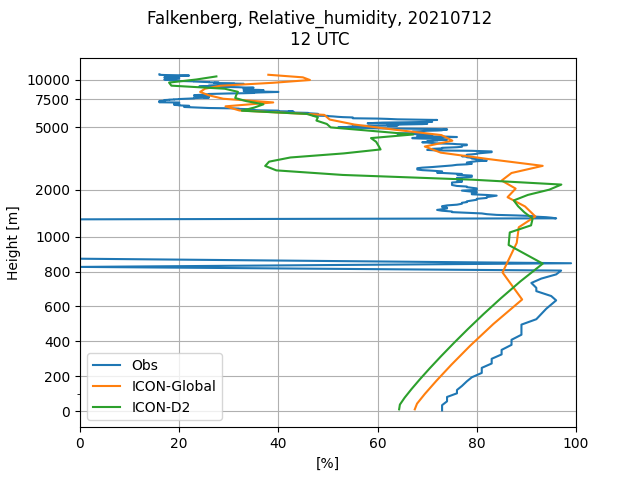 Falkenberg, Relative_humidity, 20210712
12 UTC
10000
7500
5000
2000
1000
800
600
400
200
0
Height [m]
Obs
ICON-Global
ICON-D2
0 20 40 60 80 100
[%]